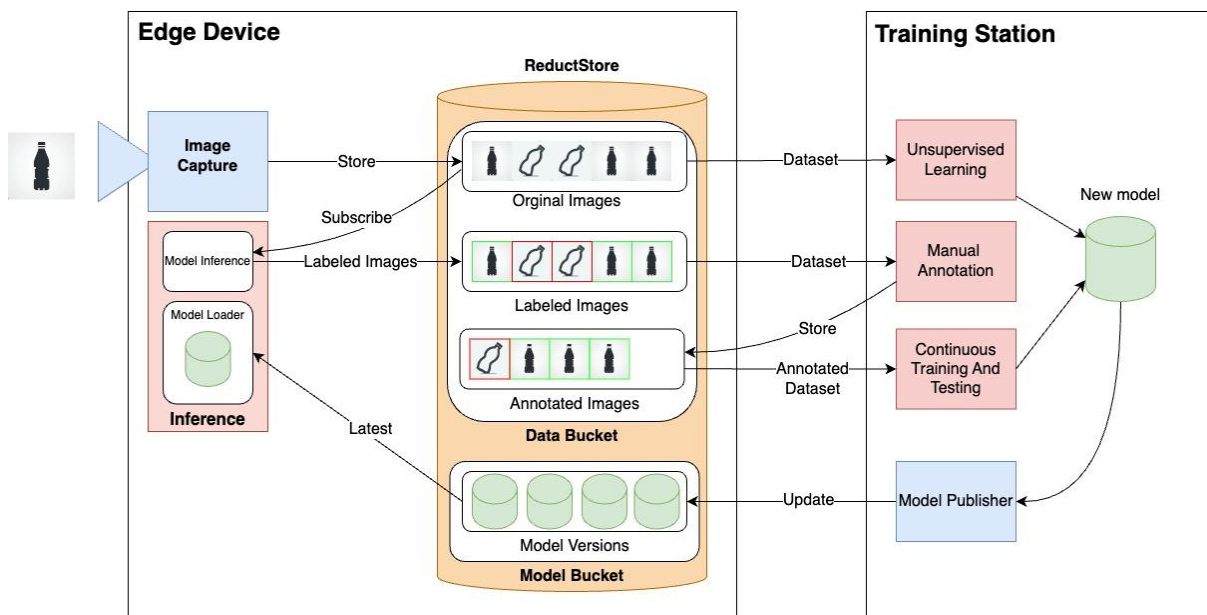 Edge Device
Training Station
ReductStore
Image
Capture
Store
Orginal Images
Dataset
Unsupervised
Learning
New model
Subscribe
Model Inference
Labeled Images
Labeled Images
Dataset
Manual
Annotation
Store
Model Loader
Inference
Annotated Images
Annotated
Dataset
Continuous
Training And
Testing
Data Bucket
Latest
Model Versions
Update
Model Publisher
Model Bucket